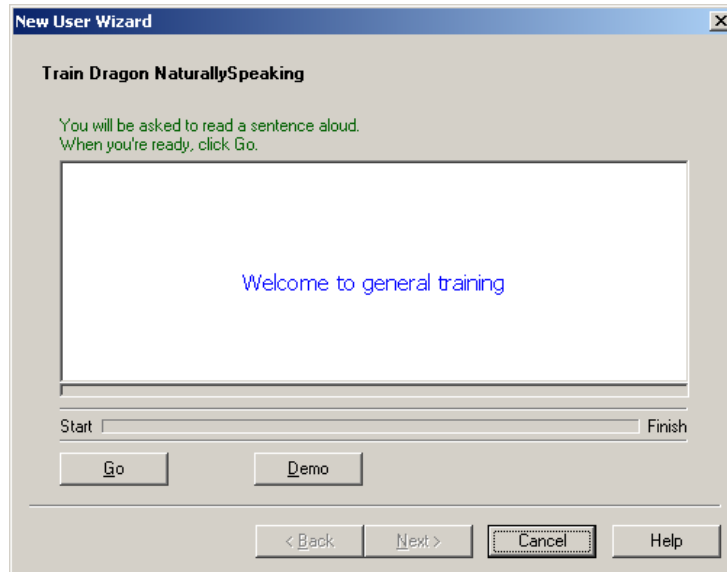 New User Wizard
Train Dragon NaturallySpeaking
You will be asked to read a sentence aloud.
When you're ready, click Go.
Welcome to general training
Start Finish
Go Demo
< Back Next > Cancel Help